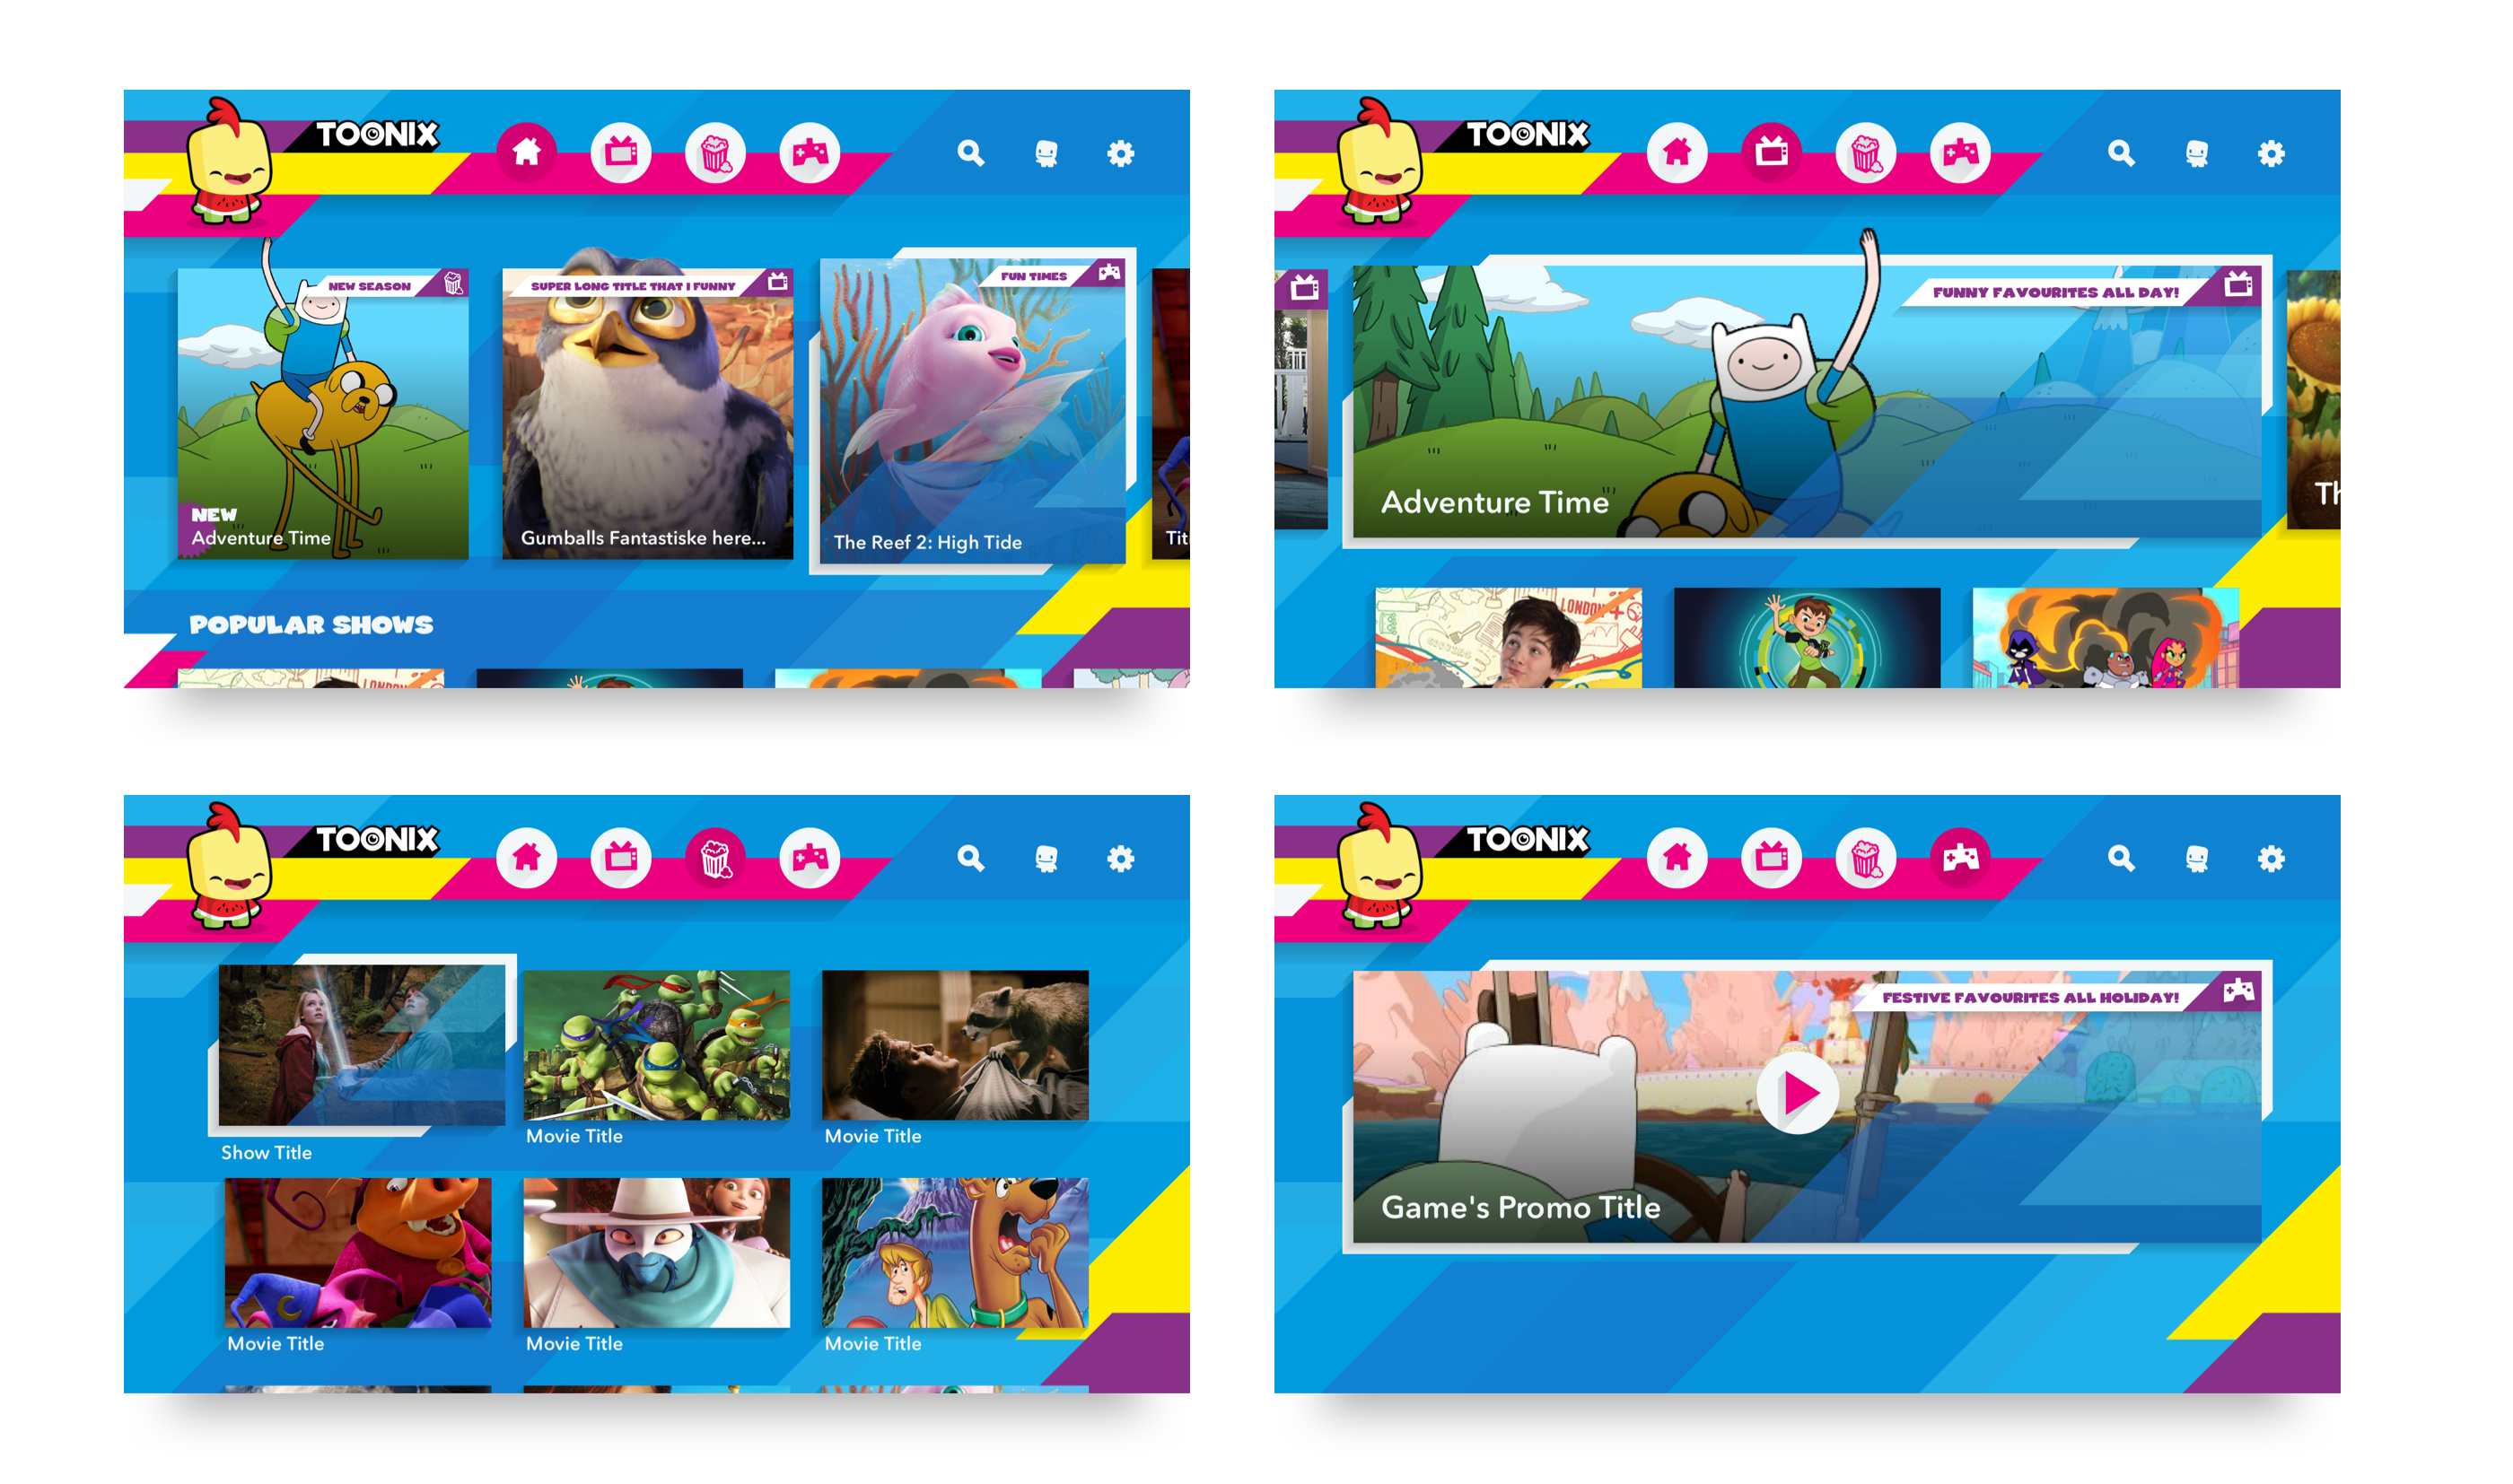 TOONIX
NEW SEASON
SUPER LONG TITLE THAT I FUNNY
FUN TIMES
NEW
Adventure Time
Gumballs Fantastiske here...
The Reef 2: High Tide
Tit
POPULAR SHOWS
LONDON
TOONIX
FUNNY FAVOURITES ALL DAY!
Adventure Time
Th
LONDON
TOONIX
Show Title
Movie Title
Movie Title
Movie Title
Movie Title
Movie Title
TOONIX
FESTIVE FAVOURITES ALL HOLIDAY!
Game's Promo Title